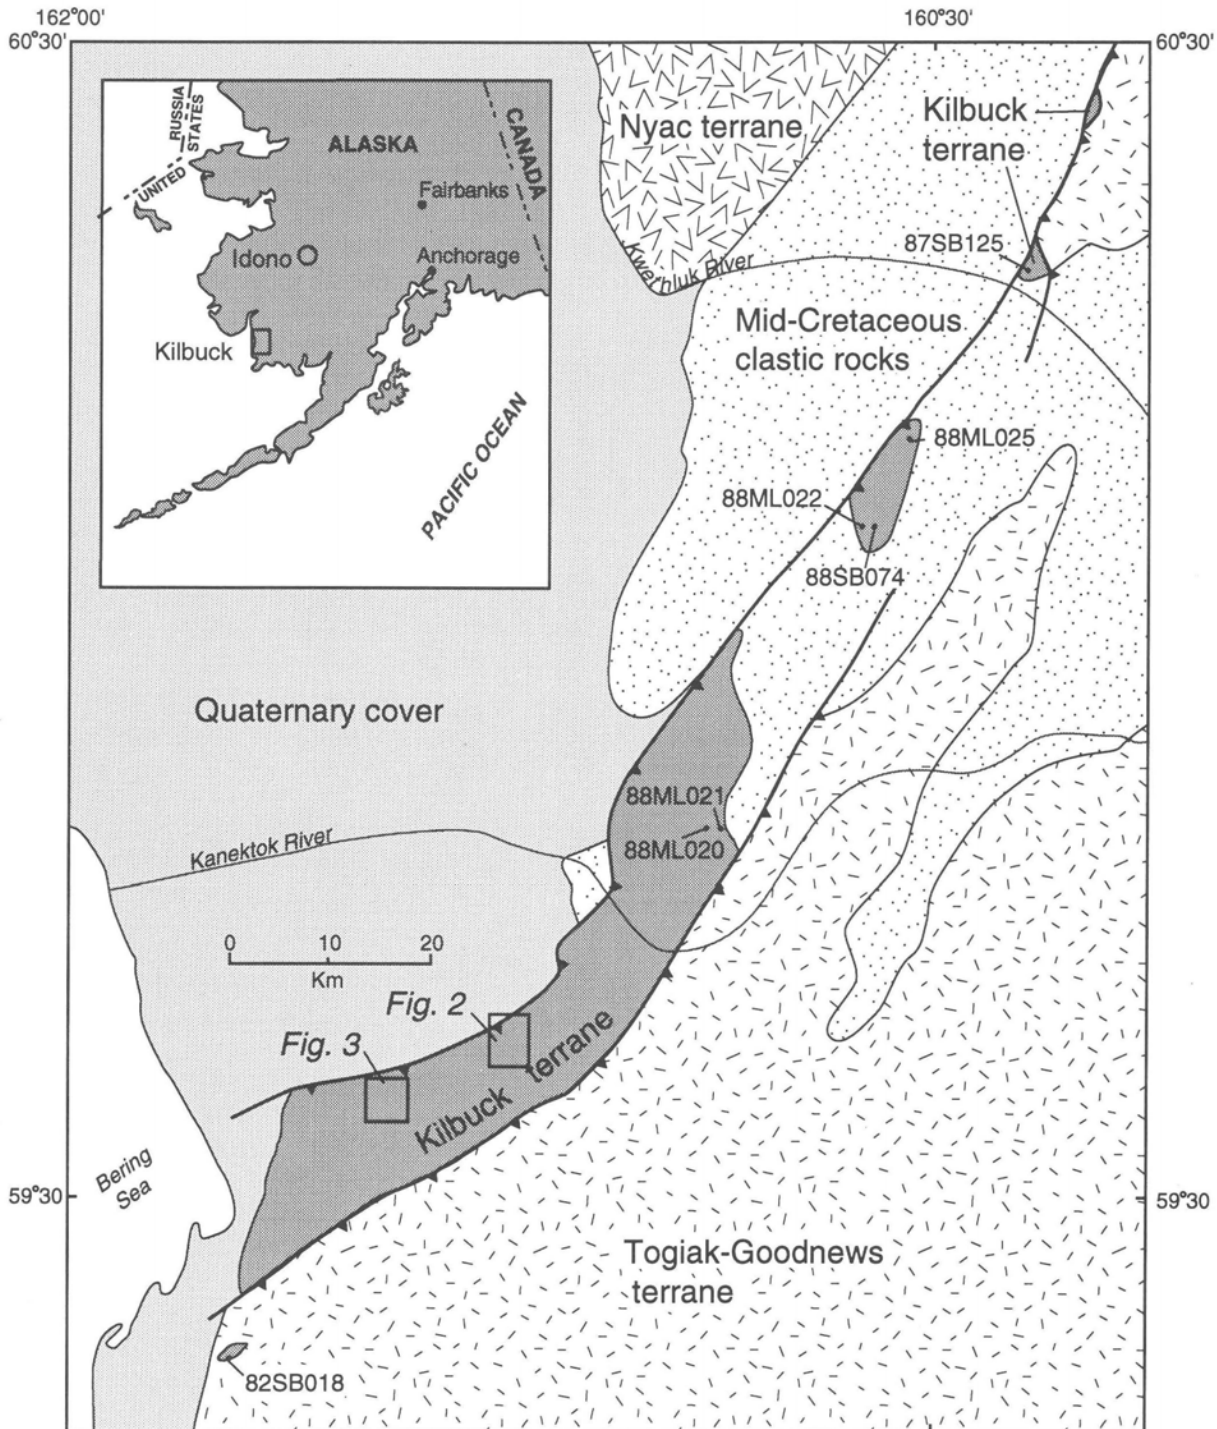 162°00'
160°30'
60°30'
60°30'
RUSSIA
STATES
UNITED
ALASKA
CANADA
Fairbanks
Idono
Anchorage
Kilbuck
PACIFIC OCEAN
Nyac terrane
Kilbuck
terrane
87SB125
Kwethluk River
Mid-Cretaceous
clastic rocks
88ML025
88ML022
88SB074
Quaternary cover
88ML021
88ML020
Kanektok River
0 10 20
Km
Fig. 2
Fig. 3
Kilbuck terrane
Bering
Sea
59°30
59°30
Togiak-Goodnews
terrane
82SB018